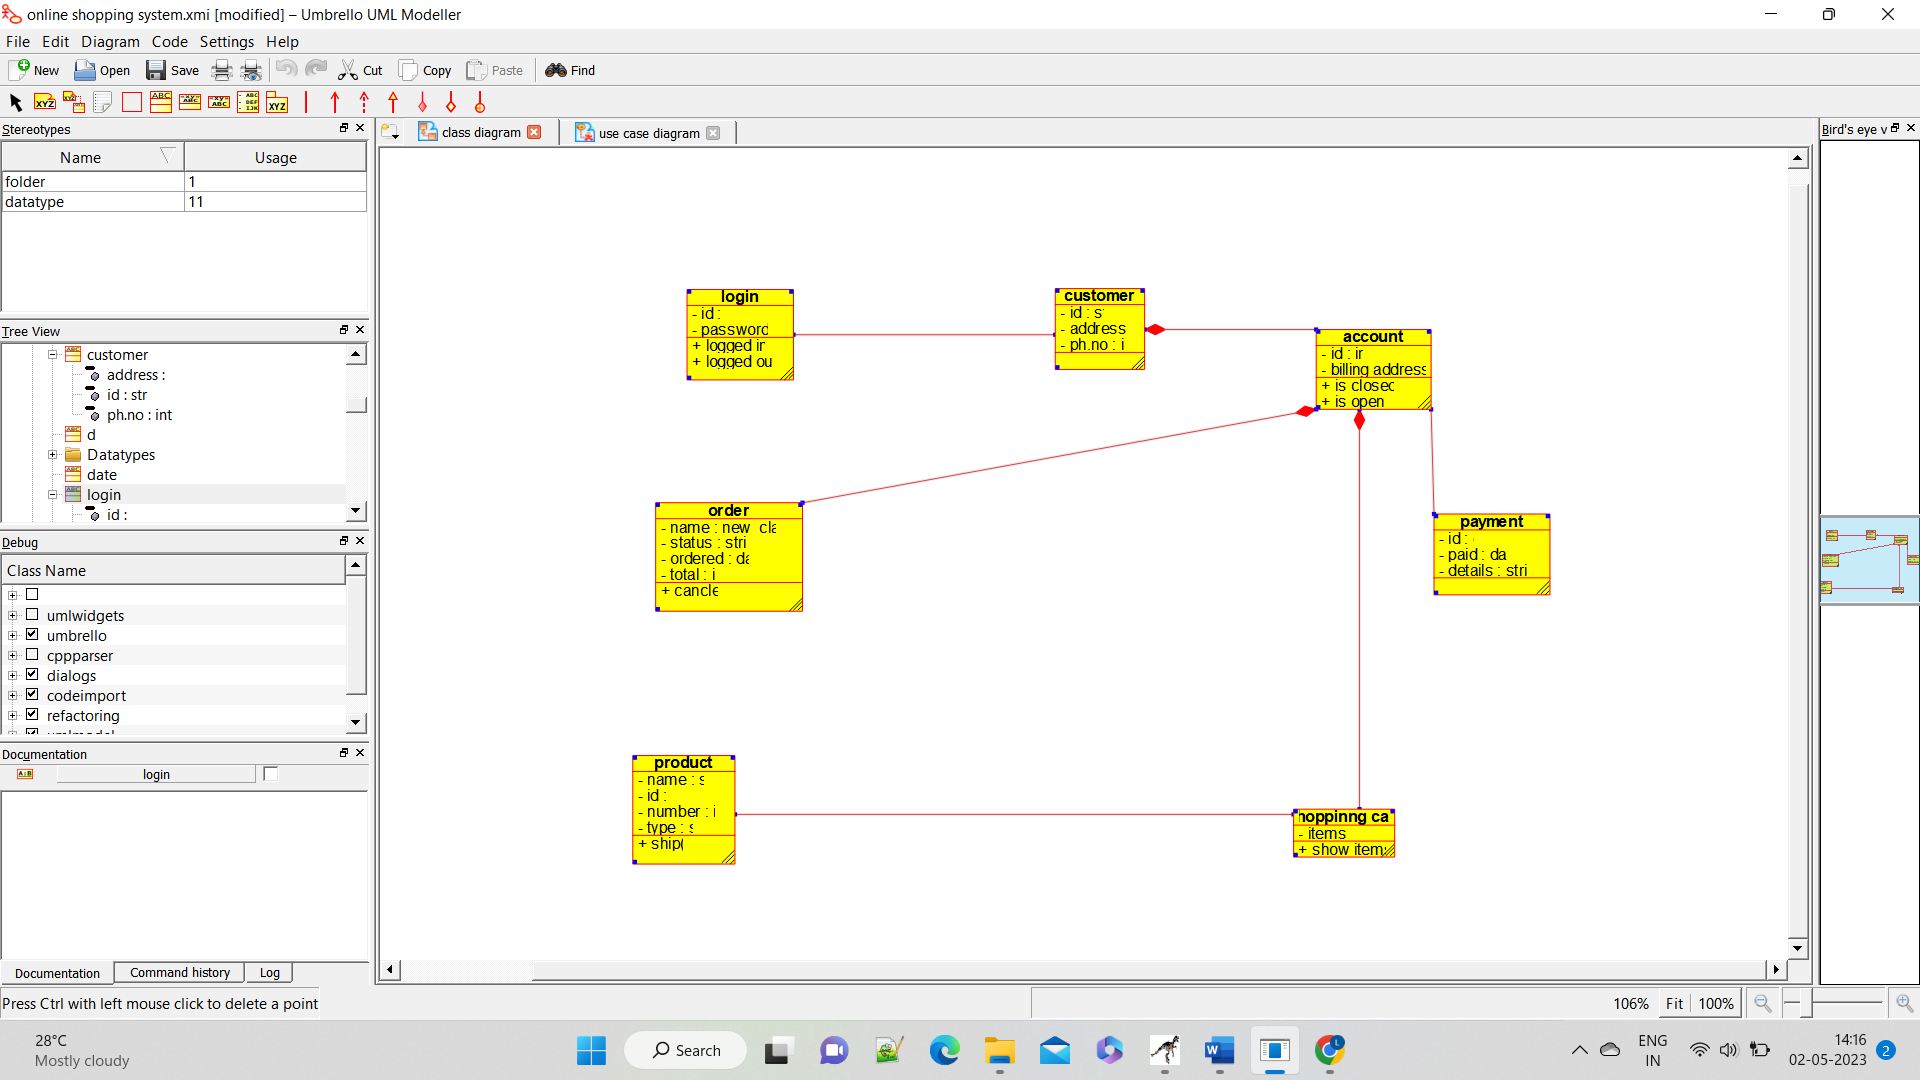 online shopping system.xmi [modified] – Umbrello UML Modeller
File Edit Diagram Code Settings Help
New Open Save Cut Copy Paste Find
Stereotypes
Name Usage
folder 1
datatype 11
Tree View
customer
address :
id : str
ph.no : int
d
Datatypes
date
login
id :
Debug
Class Name
umlwidgets
umbrello
cppparser
dialogs
codeimport
refactoring
Documentation
login
Documentation Command history Log
Press Ctrl with left mouse click to delete a point
class diagram use case diagram
login
- id :
- password
+ logged in
+ logged ou
customer
- id : s
- address
- ph.no : i
account
- id : ir
- billing address
+ is closed
+ is open
order
- name : new_cla
- status : stri
- ordered : da
- total : i
+ cancle
payment
- id :
- paid : da
- details : stri
product
- name : s
- id :
- number : i
- type : s
+ ship(
hoppinng ca
- items
+ show item
Bird's eye v
106% Fit 100%
28°C
Mostly cloudy
Search
ENG
IN
14:16
02-05-2023
2